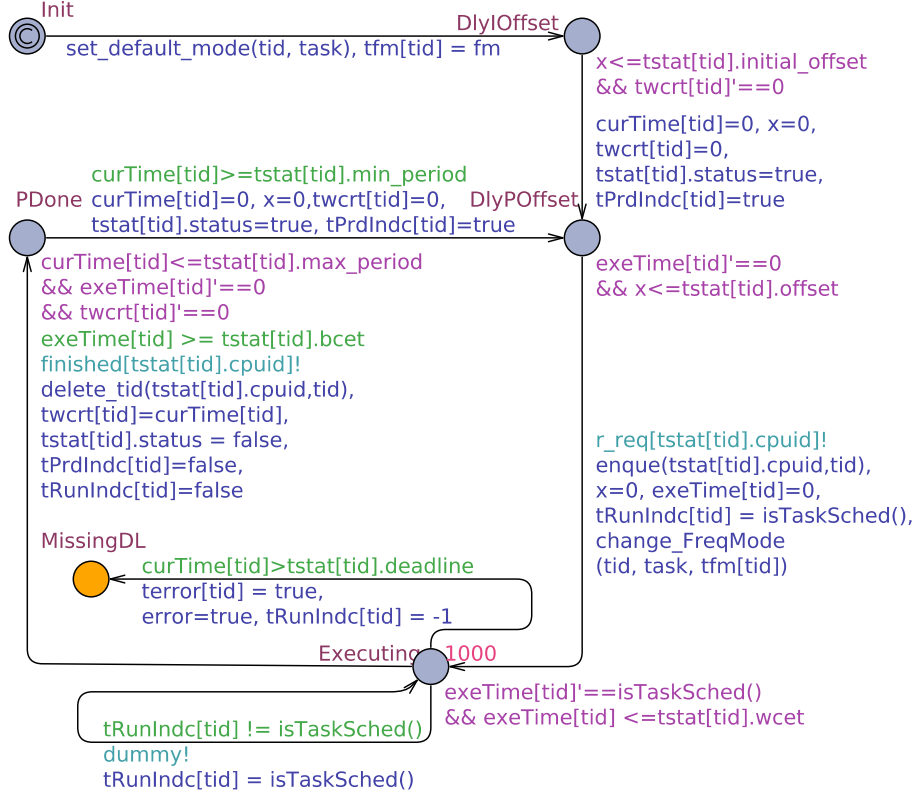 Init
DlyIOffset
set_default_mode(tid, task), tfm[tid] = fm
x<=tstat[tid].initial_offset
&& twcrt[tid]'==0
curTime[tid]=0, x=0,
twcrt[tid]=0,
tstat[tid].status=true,
tPrdIndc[tid]=true
curTime[tid]>=tstat[tid].min_period
PDone
curTime[tid]=0, x=0,twcrt[tid]=0,
DlyPOffset
tstat[tid].status=true, tPrdIndc[tid]=true
curTime[tid]<=tstat[tid].max_period
&& exeTime[tid]'==0
&& twcrt[tid]'==0
exeTime[tid]'==0
&& x<=tstat[tid].offset
exeTime[tid] >= tstat[tid].bcet
finished[tstat[tid].cpuid]!
delete_tid(tstat[tid].cpuid,tid),
twcrt[tid]=curTime[tid],
tstat[tid].status = false,
tPrdIndc[tid]=false,
tRunIndc[tid]=false
r_req[tstat[tid].cpuid]!
enque(tstat[tid].cpuid,tid),
x=0, exeTime[tid]=0,
tRunIndc[tid] = isTaskSched(),
change_FreqMode
(tid, task, tfm[tid])
MissingDL
curTime[tid]>tstat[tid].deadline
terror[tid] = true,
error=true, tRunIndc[tid] = -1
Executing
1000
exeTime[tid]'==isTaskSched()
&& exeTime[tid] <=tstat[tid].wcet
tRunIndc[tid] != isTaskSched()
dummy!
tRunIndc[tid] = isTaskSched()